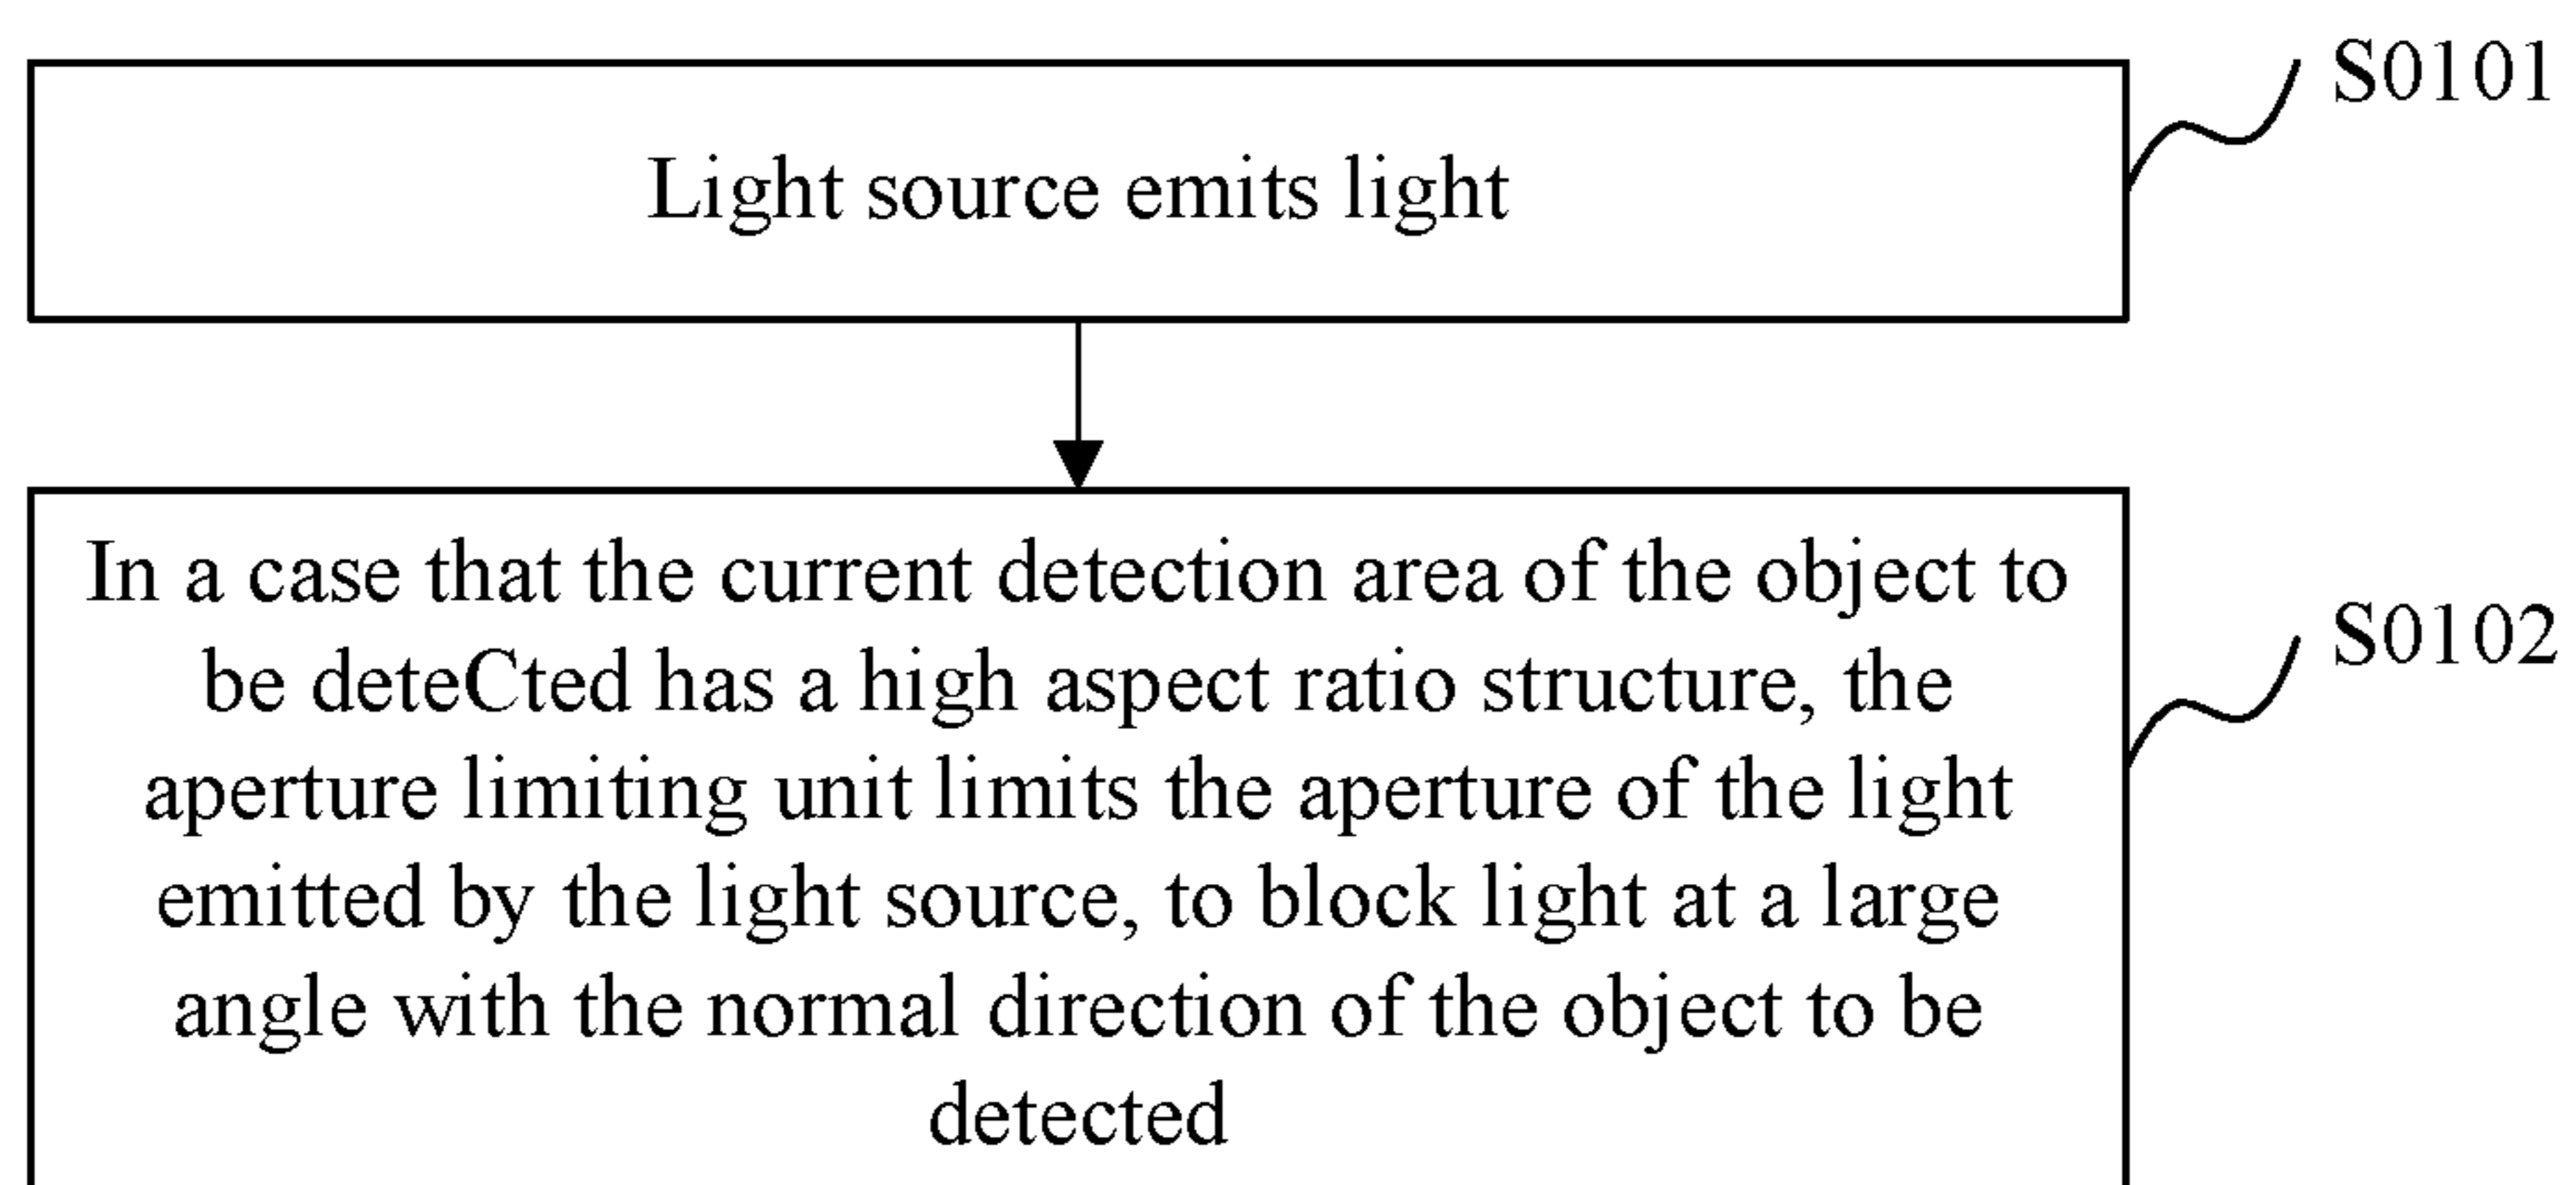 S0101
Light source emits light
In a case that the current detection area of the object to
be deteCted has a high aspect ratio structure, the
S0102
aperture limiting unit limits the aperture of the light
emitted by the light source, to block light at a large
angle with the normal direction of the object to be
detected